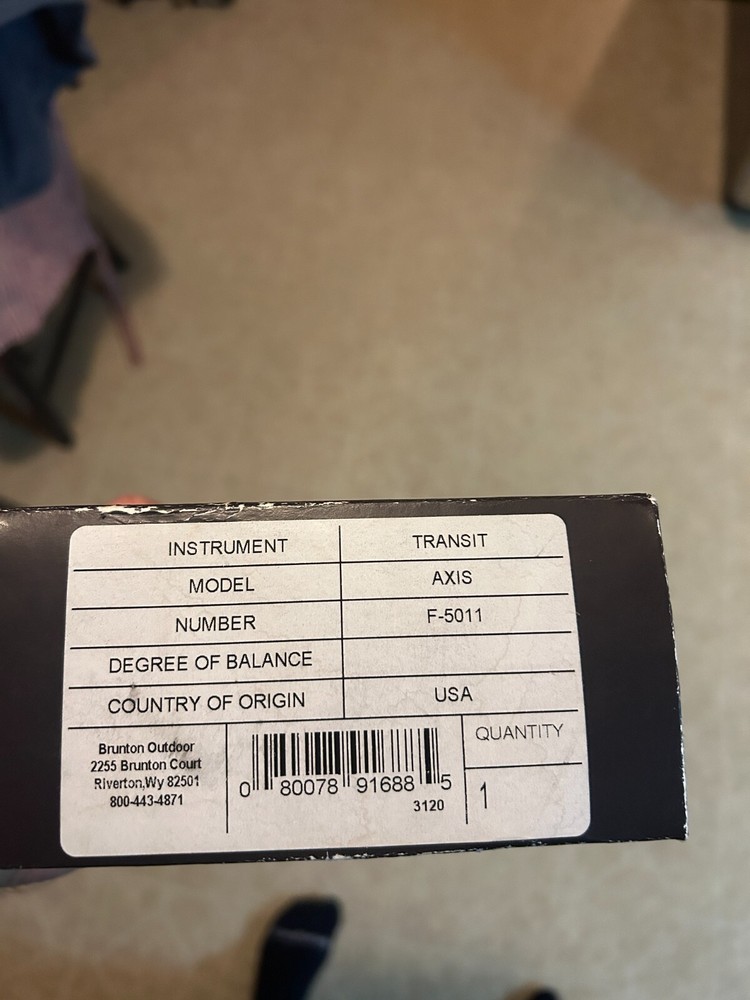 INSTRUMENT TRANSIT
MODEL AXIS
NUMBER F-5011
DEGREE OF BALANCE
COUNTRY OF ORIGIN USA
Brunton Outdoor
2255 Brunton Court
Riverton,Wy 82501
800-443-4871
0 80078 91688 5
3120
QUANTITY
1